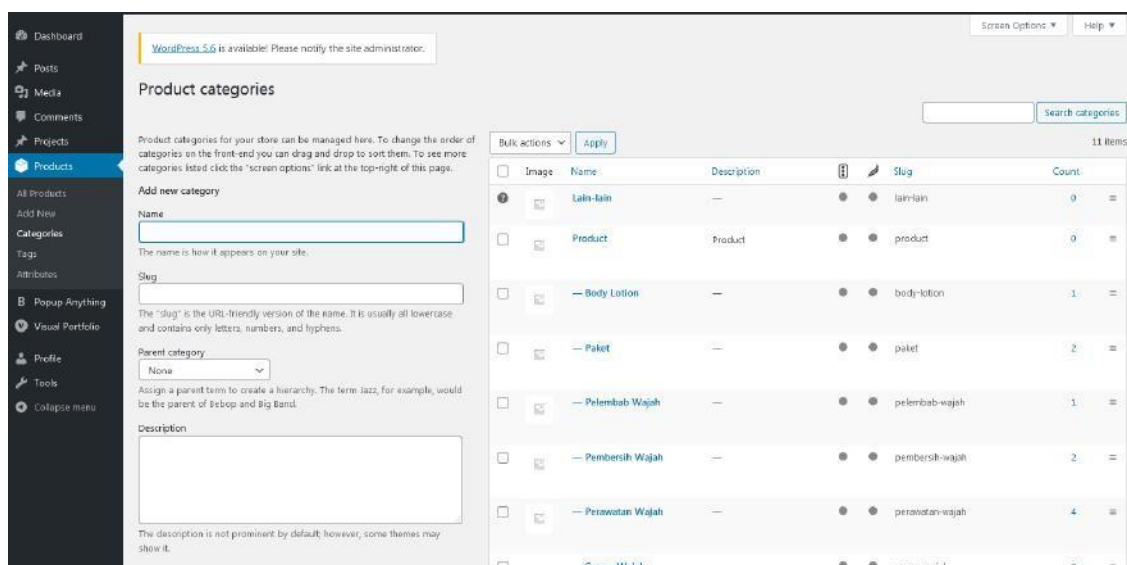 Screen Options ▼
Help ▼
Dashboard
Posts
Media
Comments
Projects
Products
All Products
Add New
Categories
Tags
Attributes
Popup Anything
Visual Portfolio
Profile
Tools
Collapse menu
WordPress 5.6 is available! Please notify the site administrator.
Product categories
Search categories
Product categories for your store can be managed here. To change the order of
categories on the front-end you can drag and drop to sort them. To see more
categories listed click the "screen options" link at the top-right of this page.
Add new category
Name
The name is how it appears on your site.
Slug
The "slug" is the URL-friendly version of the name. It is usually all lowercase
and contains only letters, numbers, and hyphens.
Parent category
None
Assign a parent term to create a hierarchy. The term Jazz, for example, would
be the parent of Bebop and Big Band.
Description
The description is not prominent by default; however, some themes may
show it.
Bulk actions Apply 11 items
Image Name Description Slug Count
Lain-lain — lain-lain 0
Product Product product 0
— Body Lotion — body-lotion 1
— Paket — paket 2
— Pelembab Wajah — pelembab-wajah 1
— Pembersih Wajah — pembersih-wajah 2
— Perawatan Wajah — perawatan-wajah 4